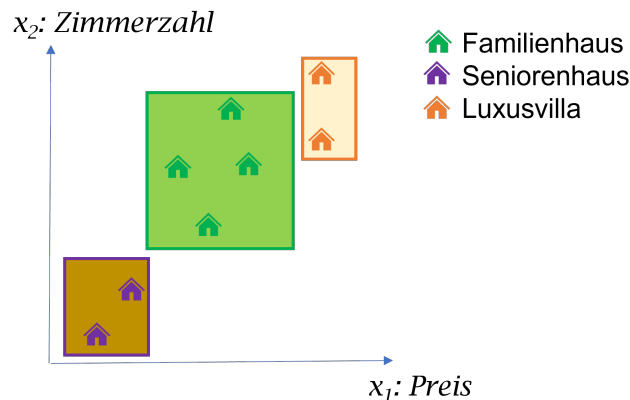 x2: Zimmerzahl
Familienhaus
Seniorenhaus
Luxusvilla
x1: Preis